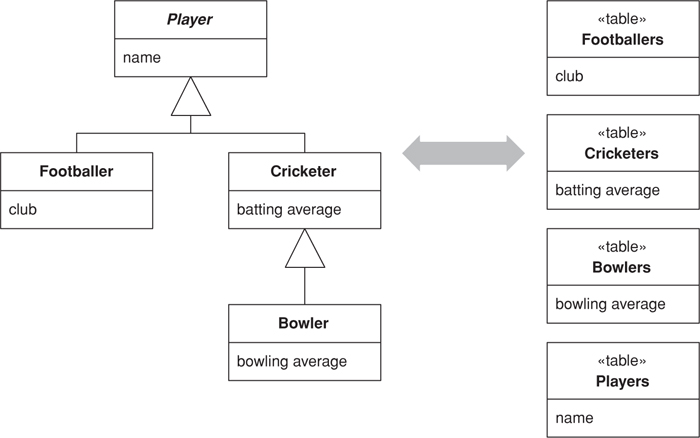 Player
name
Footballer
club
Cricketer
batting average
Bowler
bowling average
«table»
Footballers
club
«table»
Cricketers
batting average
«table»
Bowlers
bowling average
«table»
Players
name